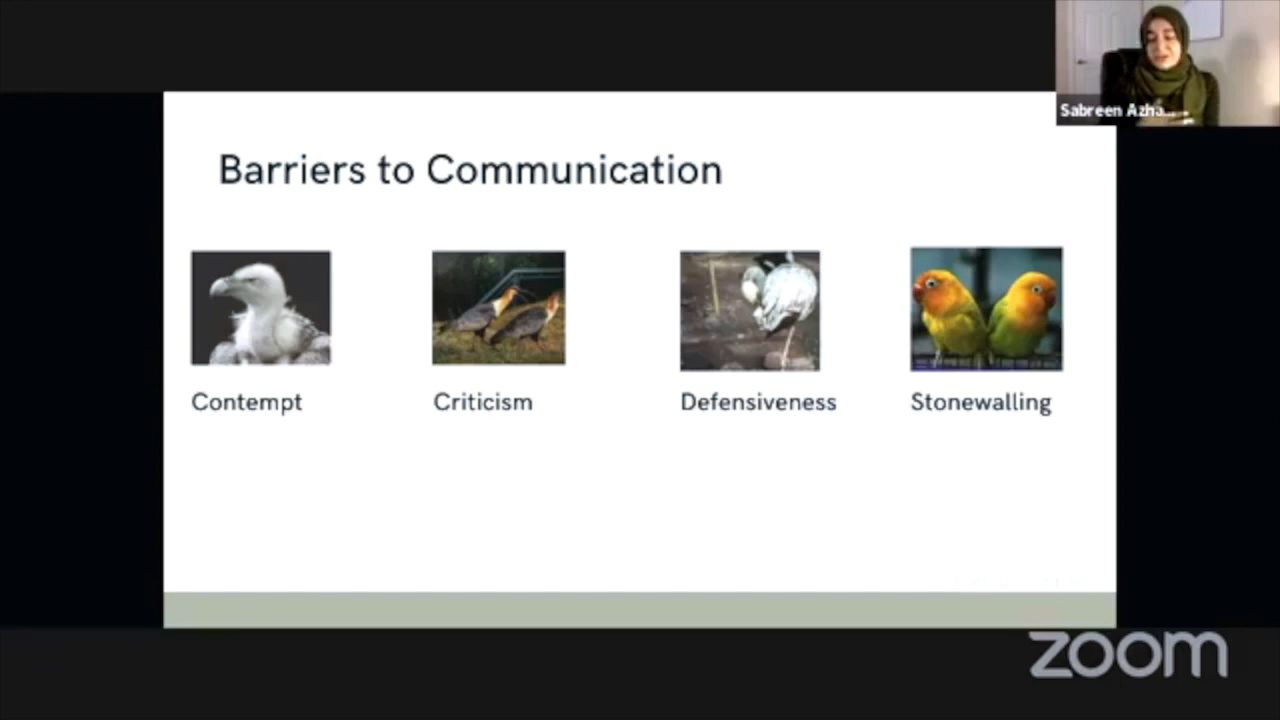 Sabreen Azha...
Barriers to Communication
Contempt
Criticism
Defensiveness
Stonewalling
zoom